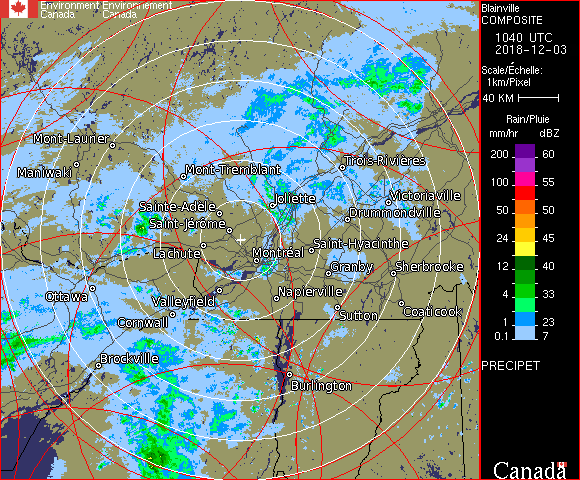 Environment Environnement
Canada Canada
Blainville
COMPOSITE
1040 UTC
2018-12-03
Scale/Échelle:
1km/Pixel
40 KM
Rain/Pluie
mm/hr dBZ
200 60
100 55
50 50
24 45
12 40
4 33
1 23
0.1 7
PRECIPET
Canada
Mont-Laurier
Maniwaki
Mont-Tremblant
Trois-Rivières
Joliette
Victoriaville
Sainte-Adèle
Drummondville
Saint-Jérôme
Saint-Hyacinthe
Lachute
Montréal
Granby
Sherbrooke
Ottawa
Valleyfield
Napierville
Coaticook
Cornwall
Sutton
Brockville
Burlington